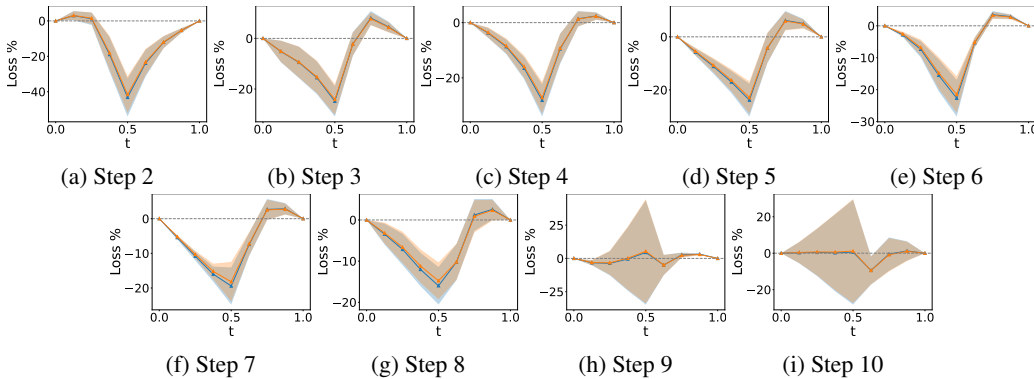 Loss %
0
−20
−40
0.0 0.5 1.0
t
(a) Step 2
Loss %
0
−20
0.0 0.5 1.0
t
(b) Step 3
Loss %
0
−20
0.0 0.5 1.0
t
(c) Step 4
Loss %
0
−20
0.0 0.5 1.0
t
(d) Step 5
Loss %
0
−10
−20
−30
0.0 0.5 1.0
t
(e) Step 6
Loss %
0
−10
−20
0.0 0.5 1.0
t
(f) Step 7
Loss %
0
−10
−20
0.0 0.5 1.0
t
(g) Step 8
Loss %
25
0
−25
0.0 0.5 1.0
t
(h) Step 9
Loss %
20
0
−20
0.0 0.5 1.0
t
(i) Step 10